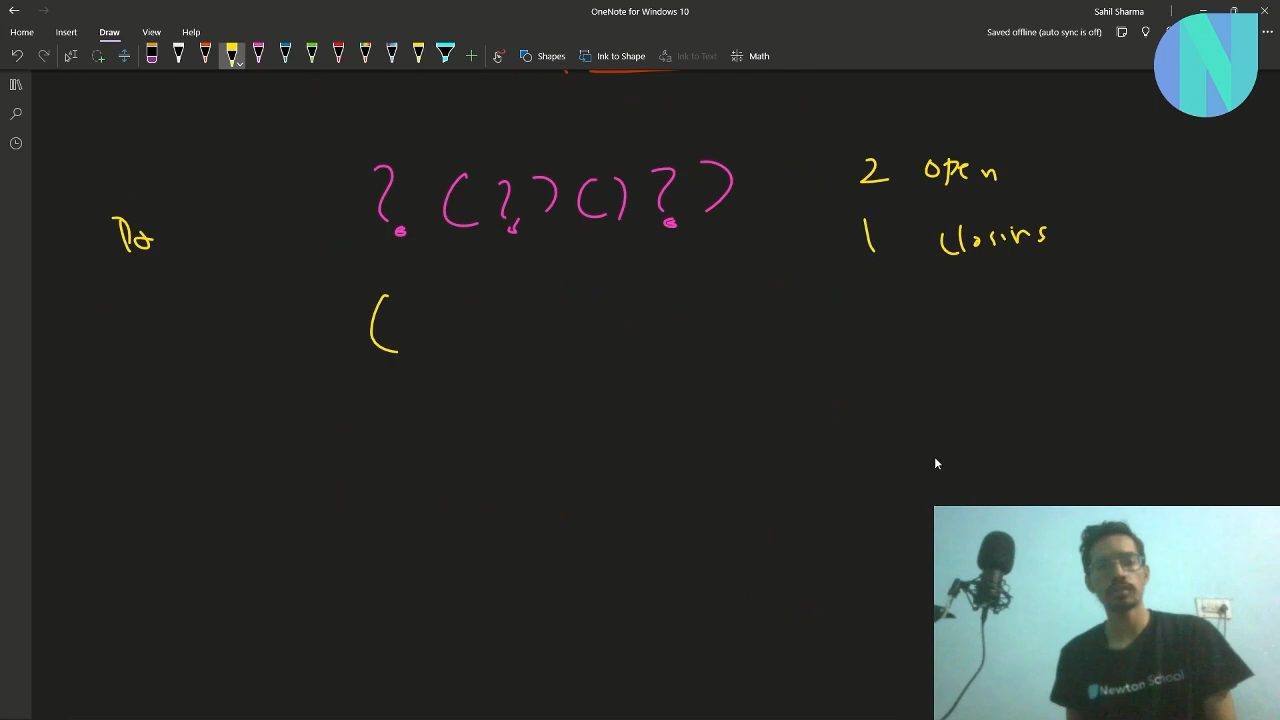 OneNote for Windows 10
Sahil Sharma
Home Insert Draw View Help
Saved offline (auto sync is off)
Shapes Ink to Shape Ink to Text Math
? ( ? ) ( ) ? )
2 open
1 closing
(
Newton School